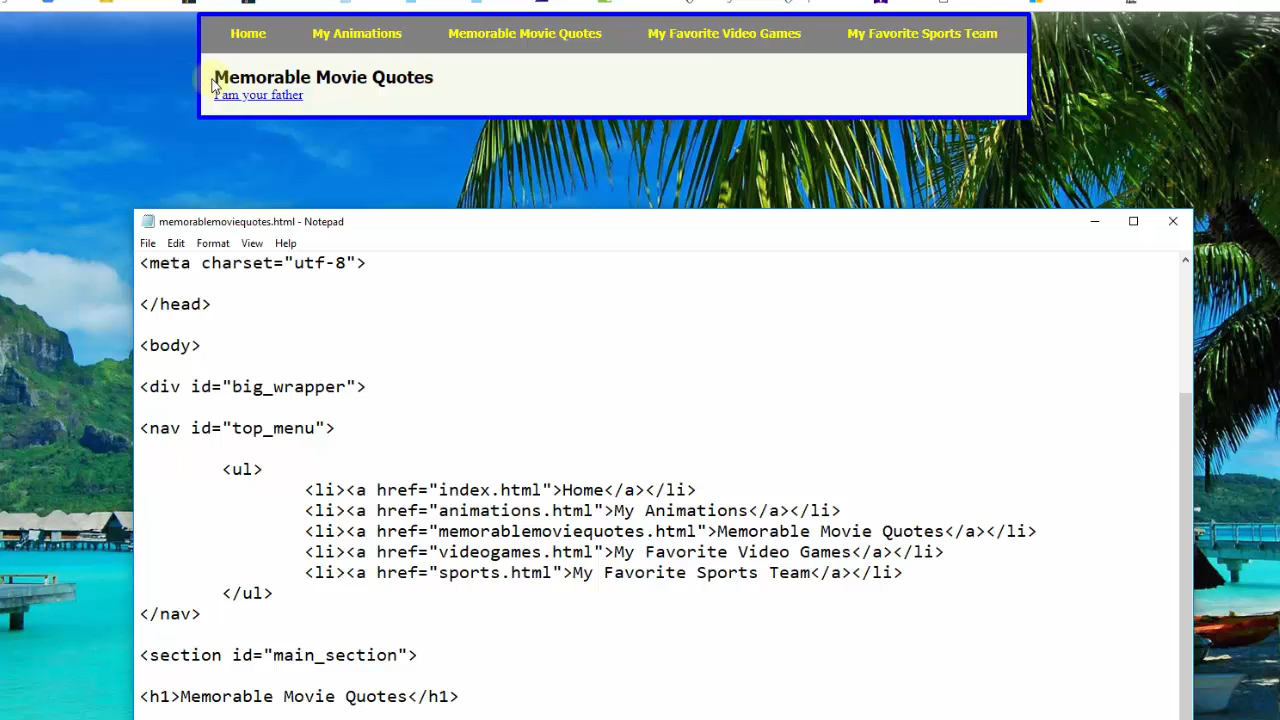 Home My Animations Memorable Movie Quotes My Favorite Video Games My Favorite Sports Team
Memorable Movie Quotes
I am your father
memorablemoviequotes.html - Notepad
File Edit Format View Help
<meta charset="utf-8">
</head>
<body>
<div id="big_wrapper">
<nav id="top_menu">
<ul>
<li><a href="index.html">Home</a></li>
<li><a href="animations.html">My Animations</a></li>
<li><a href="memorablemoviequotes.html">Memorable Movie Quotes</a></li>
<li><a href="videogames.html">My Favorite Video Games</a></li>
<li><a href="sports.html">My Favorite Sports Team</a></li>
</ul>
</nav>
<section id="main_section">
<h1>Memorable Movie Quotes</h1>